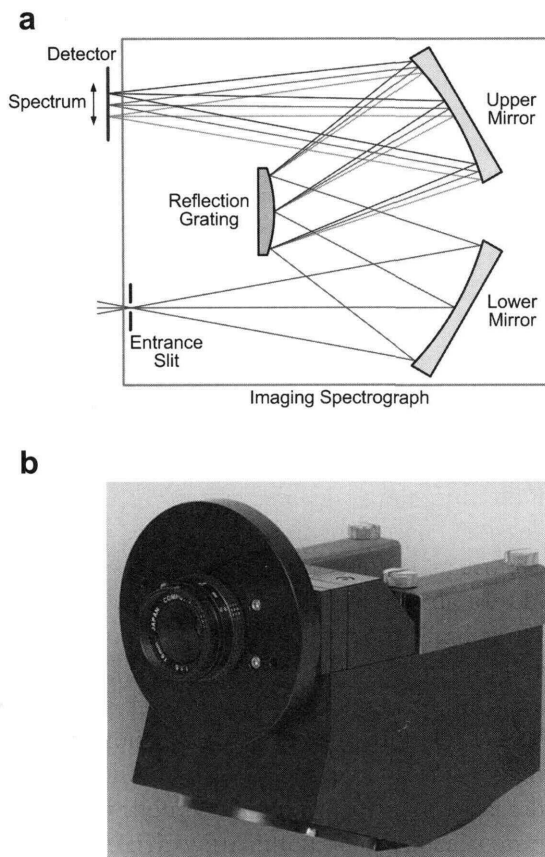 a
Detector
Spectrum
Upper
Mirror
Reflection
Grating
Lower
Mirror
Entrance
Slit
Imaging Spectrograph
b
JAPAN